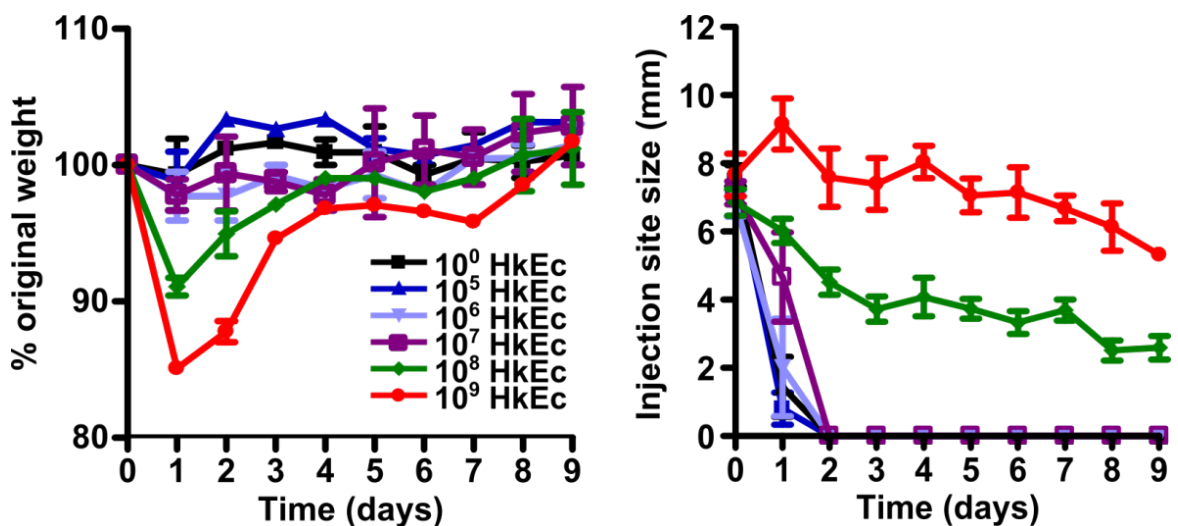 110
100
90
80
% original weight
10⁰ HkEc
10⁵ HkEc
10⁶ HkEc
10⁷ HkEc
10⁸ HkEc
10⁹ HkEc
0 1 2 3 4 5 6 7 8 9
Time (days)
12
10
8
6
4
2
0
Injection site size (mm)
0 1 2 3 4 5 6 7 8 9
Time (days)